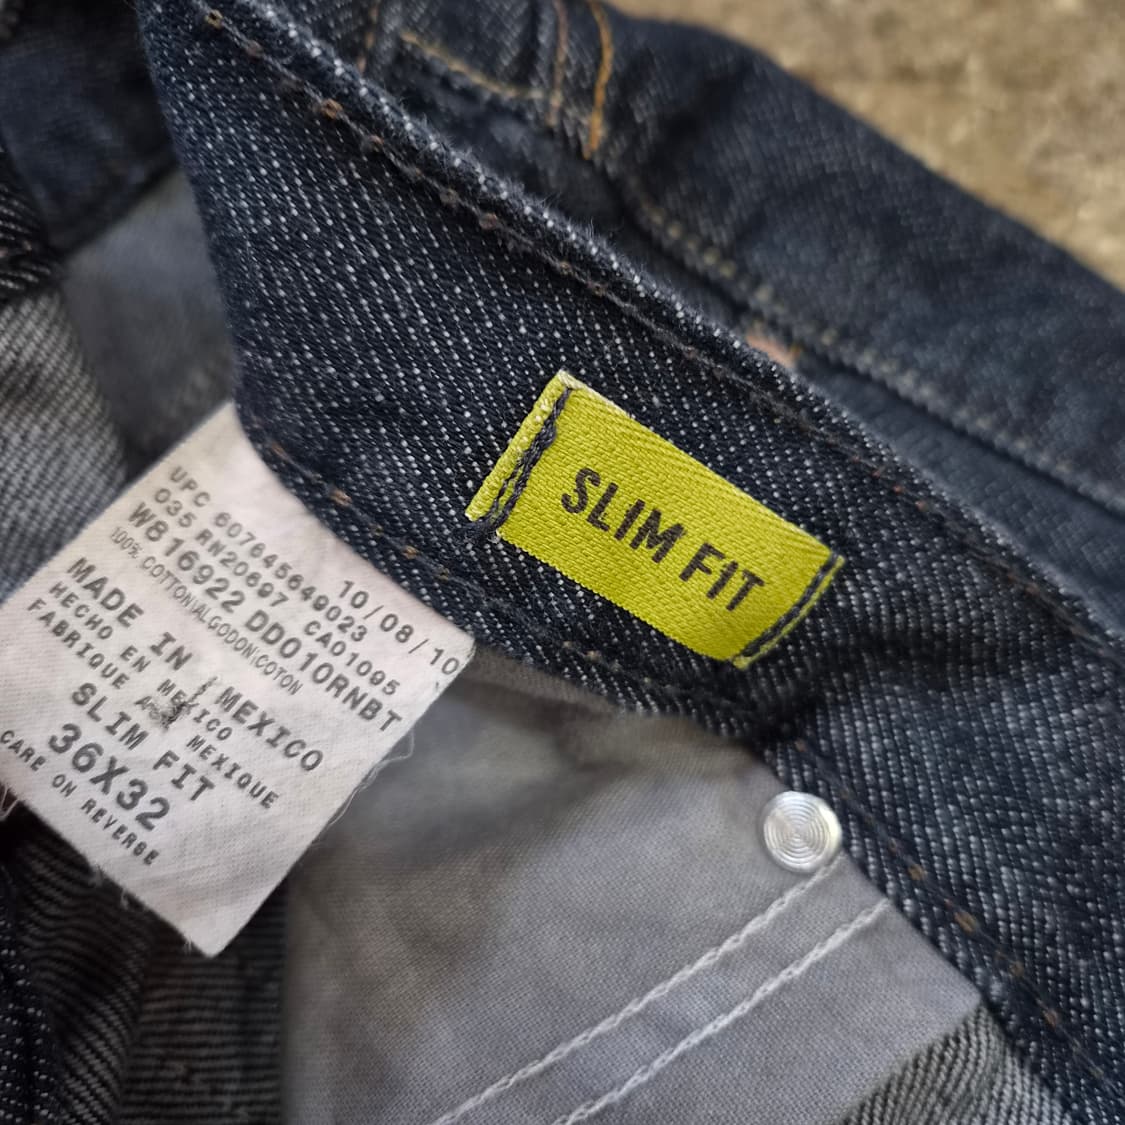 10/08/10
UPC 607645649023
035 RN20697 CA01095
W816922 DD010RNBT
100% COTTON\ALGODON\COTON
MADE IN MEXICO
HECHO EN MEXICO
FABRIQUE MEXIQUE
SLIM FIT
36X32
CARE ON REVERSE
SLIM FIT